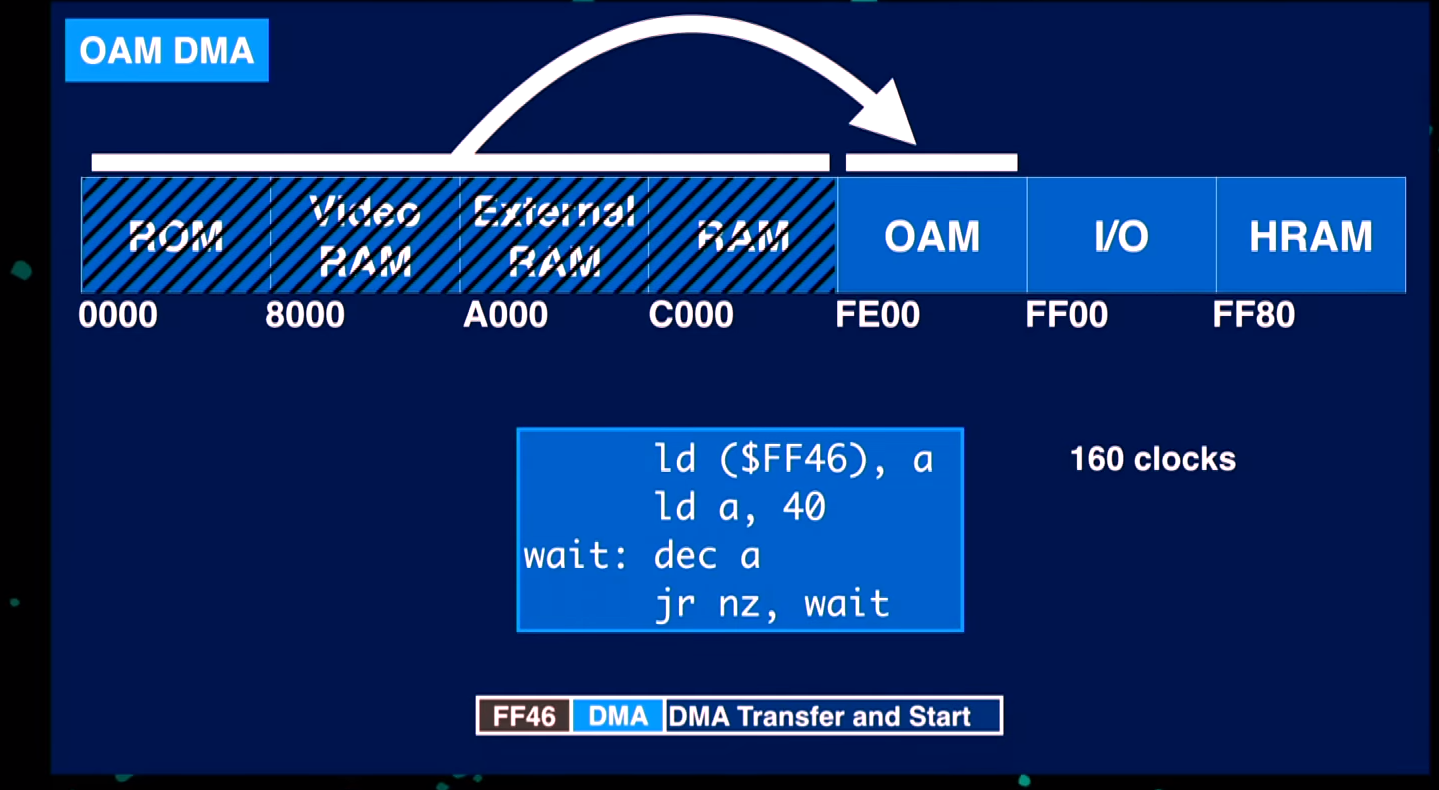 OAM DMA
ROM
Video
RAM
External
RAM
RAM
OAM
I/O
HRAM
0000
8000
A000
C000
FE00
FF00
FF80
ld ($FF46), a
ld a, 40
wait: dec a
jr nz, wait
160 clocks
FF46 DMA DMA Transfer and Start